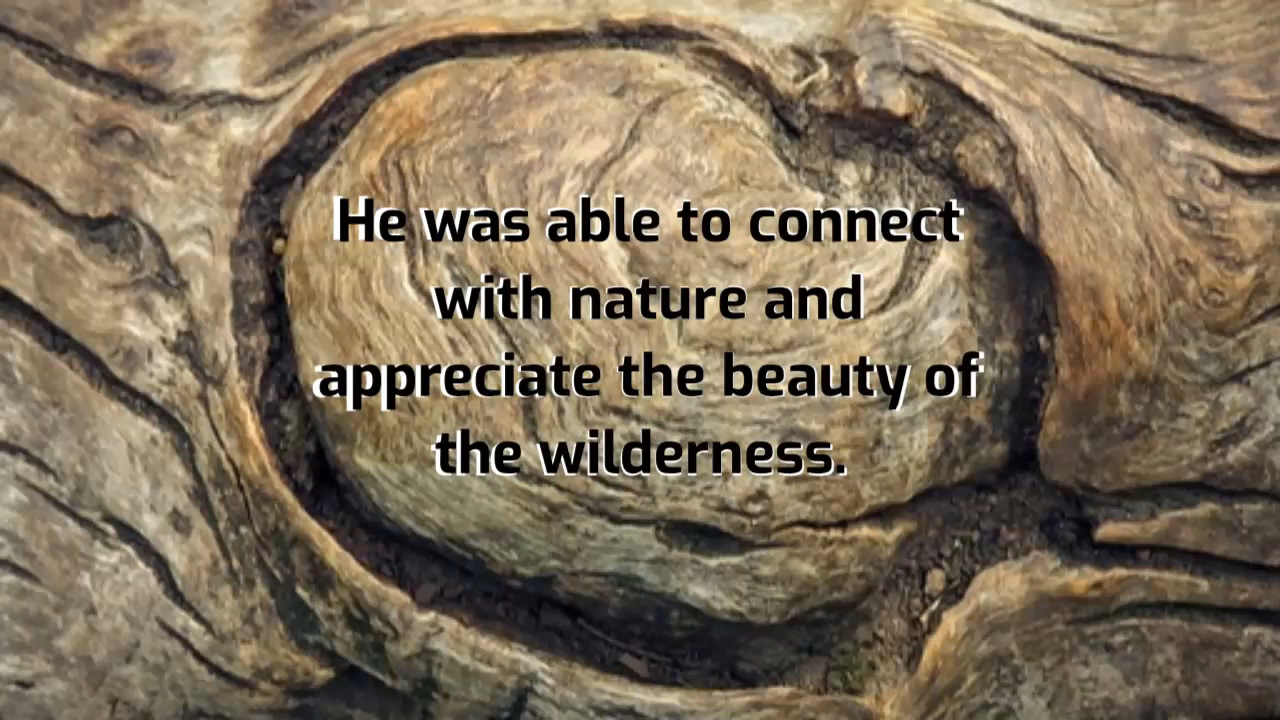 He was able to connect
with nature and
appreciate the beauty of
the wilderness.